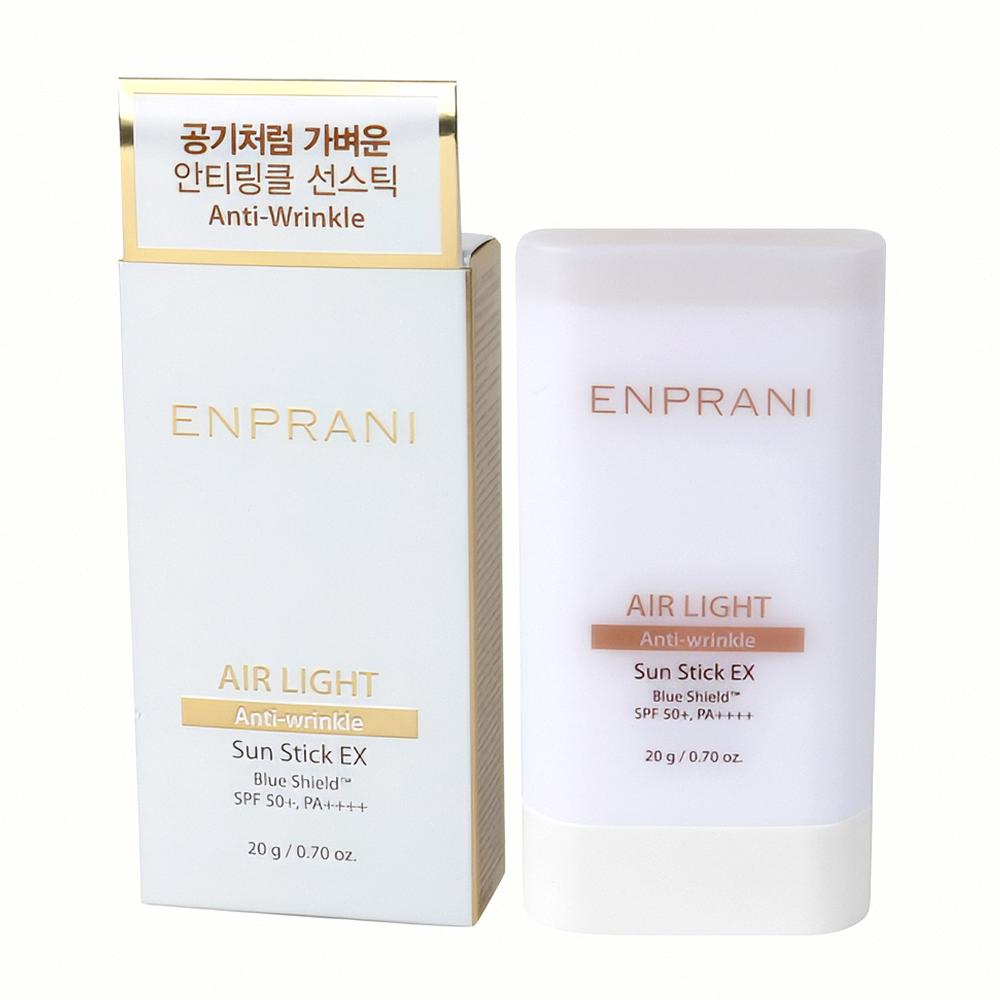 공기처럼 가벼운
안티링클 선스틱
Anti-Wrinkle
ENPRANI
AIR LIGHT
Anti-wrinkle
Sun Stick EX
Blue Shield™
SPF 50+, PA++++
20 g / 0.70 oz.
ENPRANI
AIR LIGHT
Anti-wrinkle
Sun Stick EX
Blue Shield™
SPF 50+, PA++++
20 g / 0.70 oz.